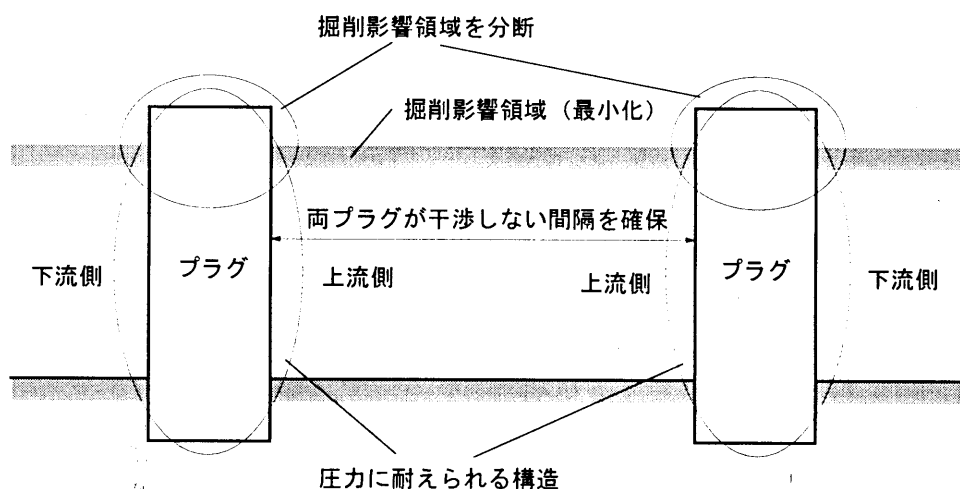 掘削影響領域を分断
掘削影響領域（最小化）
両プラグが干渉しない間隔を確保
下流側
プラグ
上流側
上流側
プラグ
下流側
圧力に耐えられる構造